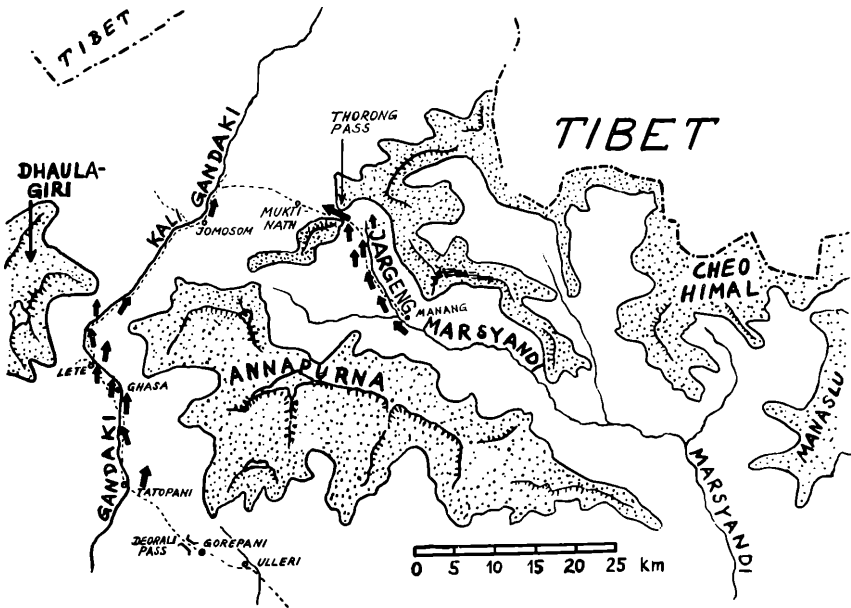 TIBET
THORONG
PASS
TIBET
KALI GANDAKI
DHAULA-
GIRI
MUKTI-
NATH
JOMOSOM
JARGENG
CHEO
HIMAL
MANANG
MARSYANDI
LETE
GHASA
ANNAPURNA
MANASLU
GANDAKI
TATOPANI
MARSYANDI
DEORALI
PASS
GOREPANI
ULLERI
0 5 10 15 20 25 km